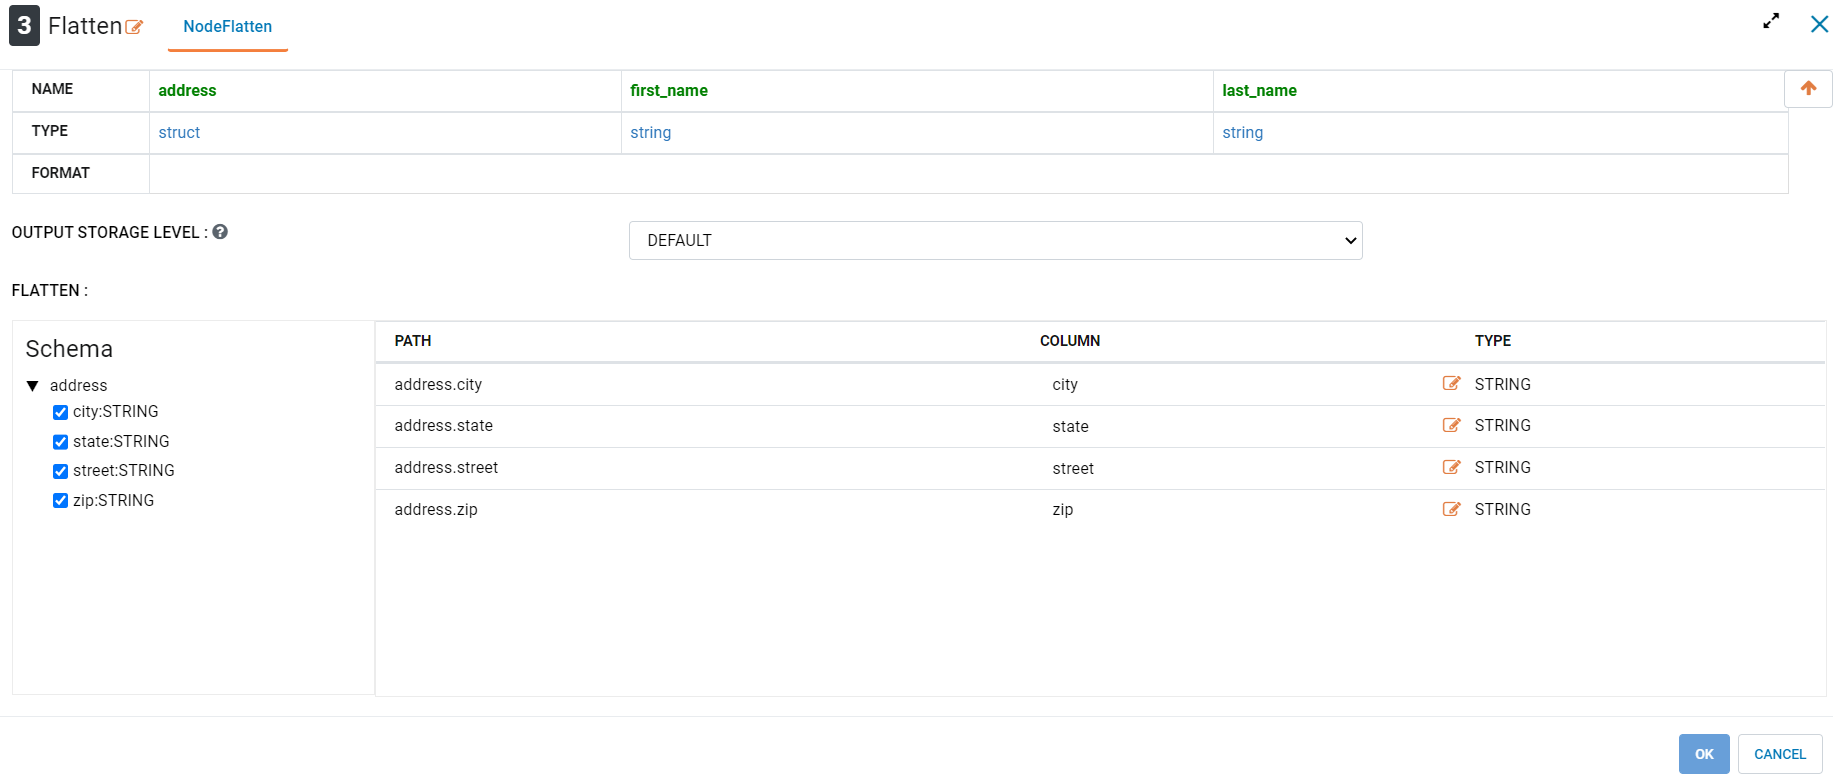 3 Flatten NodeFlatten
NAME address first_name last_name
TYPE struct string string
FORMAT
OUTPUT STORAGE LEVEL : ? DEFAULT
FLATTEN :
Schema
address
city:STRING
state:STRING
street:STRING
zip:STRING
PATH COLUMN TYPE
address.city city STRING
address.state state STRING
address.street street STRING
address.zip zip STRING
OK CANCEL